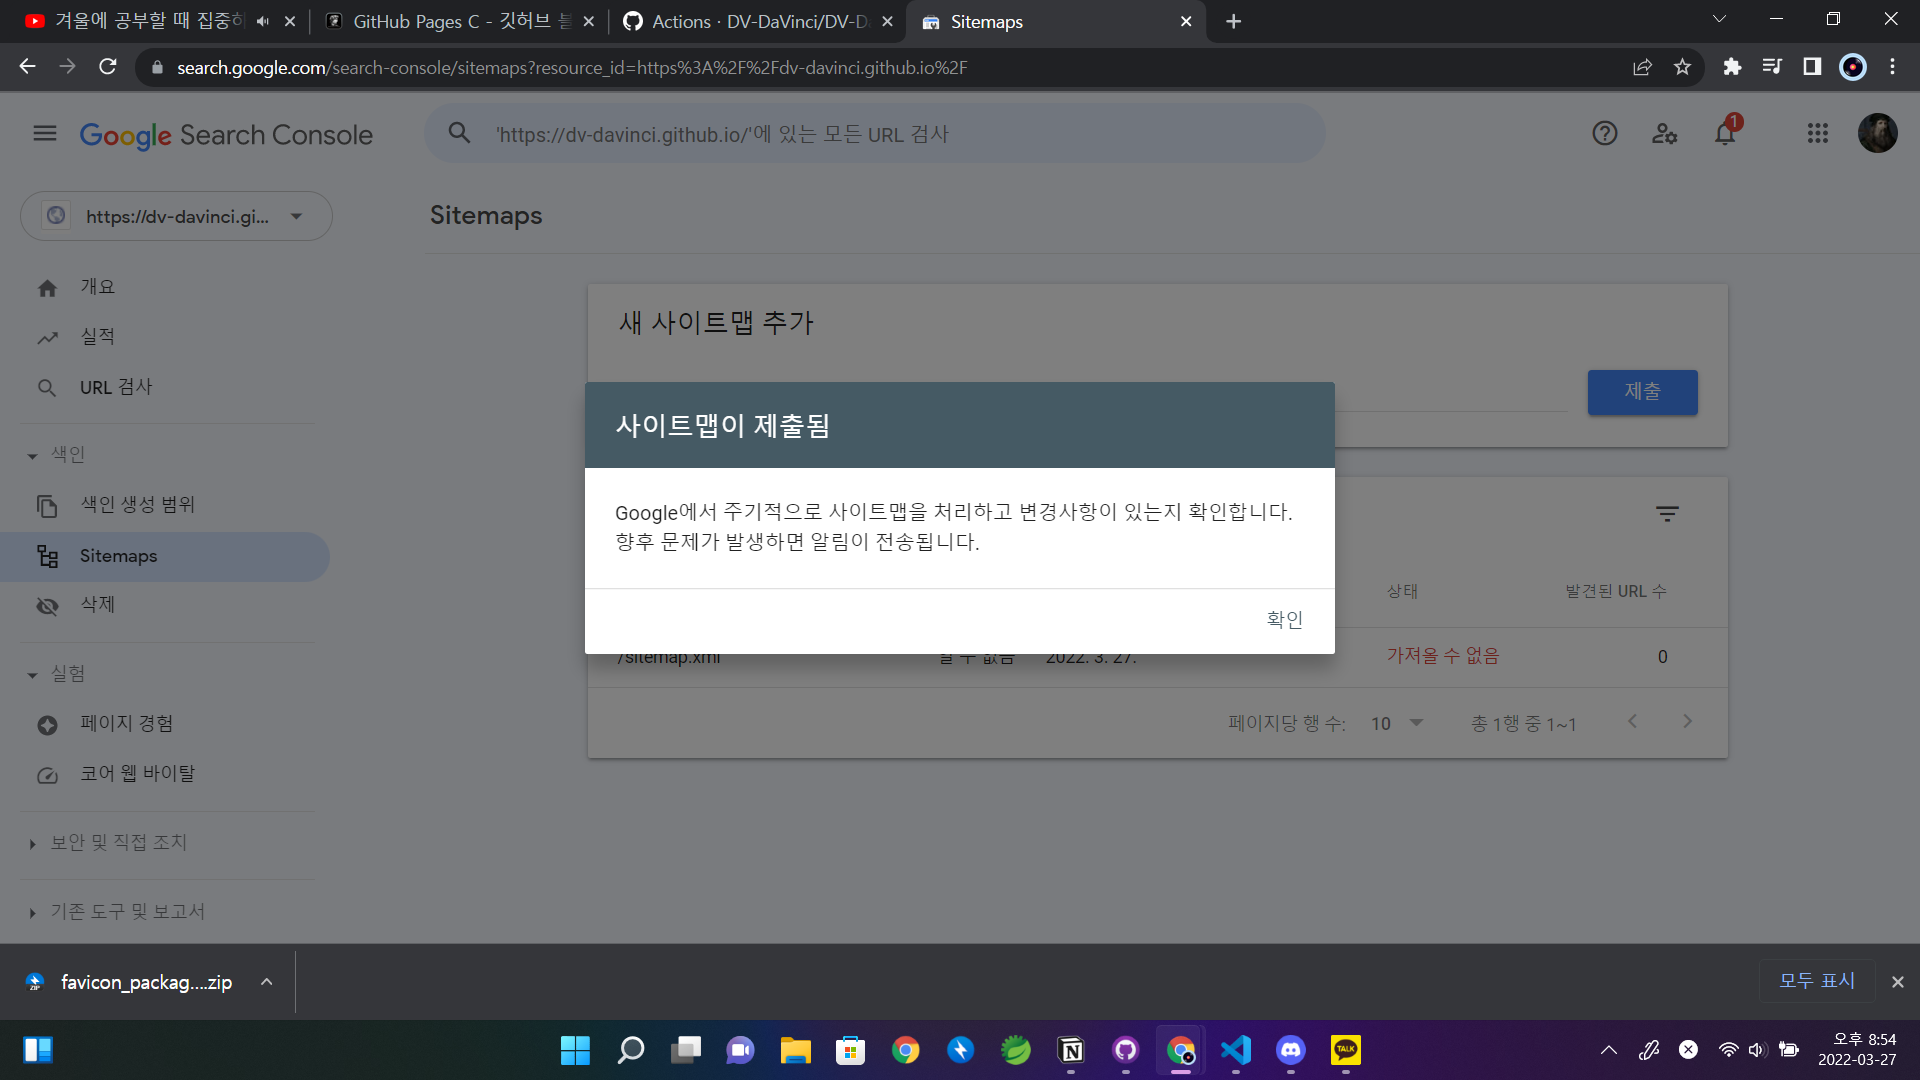 겨울에 공부할 때 집중하
GitHub Pages C - 깃허브 블
Actions · DV-DaVinci/DV-D
Sitemaps
search.google.com/search-console/sitemaps?resource_id=https%3A%2F%2Fdv-davinci.github.io%2F
Google Search Console
'https://dv-davinci.github.io/'에 있는 모든 URL 검사
1
https://dv-davinci.gi...
Sitemaps
개요
실적
URL 검사
색인
색인 생성 범위
Sitemaps
삭제
실험
페이지 경험
코어 웹 바이탈
보안 및 직접 조치
기존 도구 및 보고서
새 사이트맵 추가
제출
사이트맵이 제출됨
Google에서 주기적으로 사이트맵을 처리하고 변경사항이 있는지 확인합니다.
향후 문제가 발생하면 알림이 전송됩니다.
확인
상태
발견된 URL 수
/sitemap.xml
알 수 없음
2022. 3. 27.
가져올 수 없음
0
페이지당 행 수:
10
총 1행 중 1~1
favicon_packag....zip
모두 표시
ZIP
TALK
오후 8:54
2022-03-27